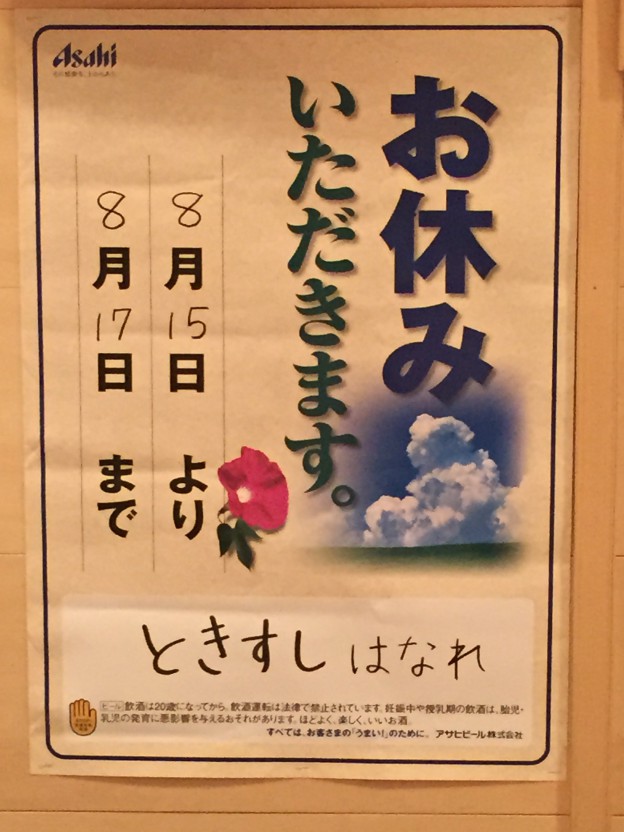 Asahi
お休み
いただきます。
8月15日 より
8月17日 まで
ときすし はなれ
ビール 飲酒は20歳になってから。飲酒運転は法律で禁止されています。妊娠中や授乳期の飲酒は、胎児・
乳児の発育に悪影響を与えるおそれがあります。ほどよく、楽しく、いいお酒。
すべては、お客さまの「うまい!」のために。 アサヒビール株式会社